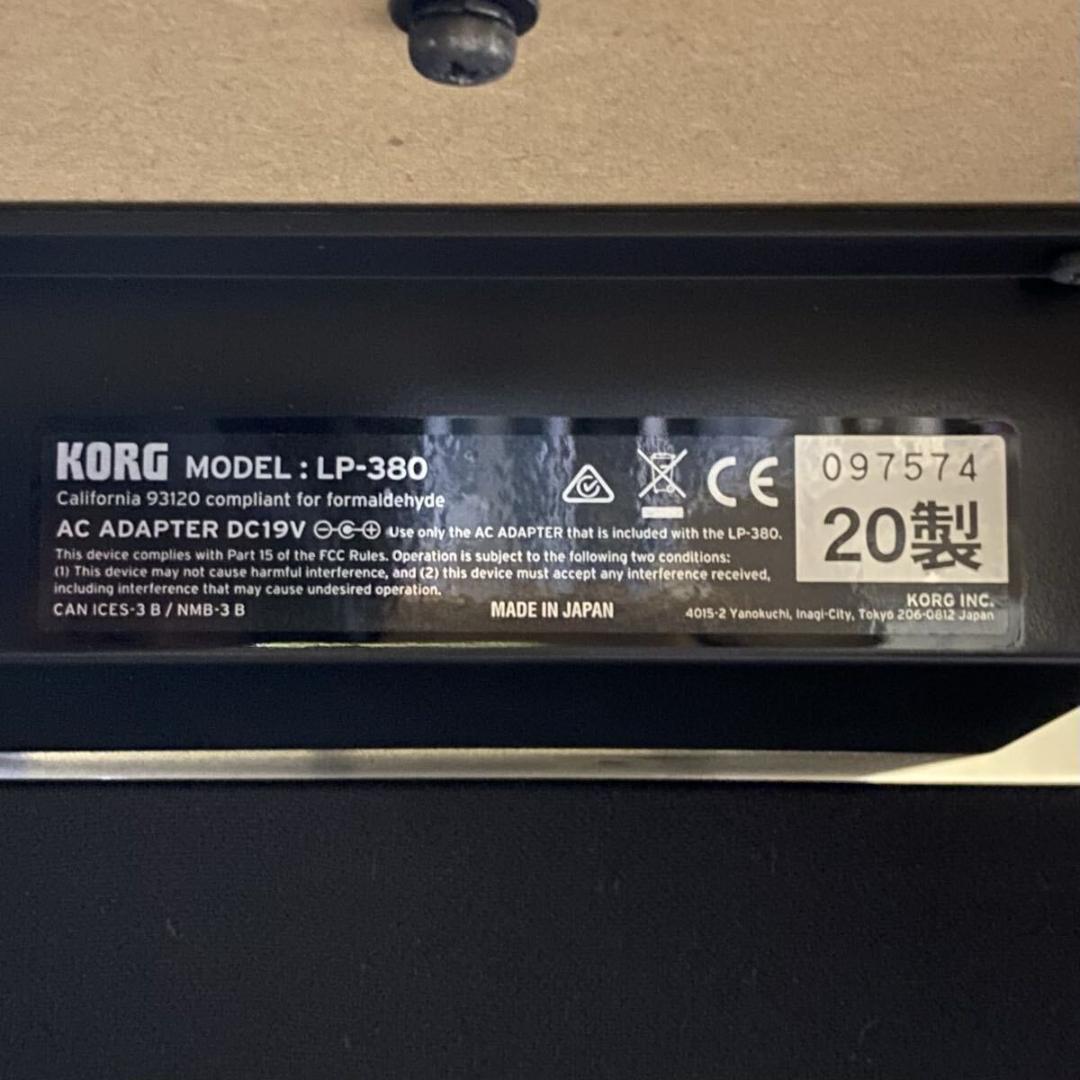 KORG MODEL : LP-380
California 93120 compliant for formaldehyde
AC ADAPTER DC19V Use only the AC ADAPTER that is included with the LP-380.
This device complies with Part 15 of the FCC Rules. Operation is subject to the following two conditions:
(1) This device may not cause harmful interference, and (2) this device must accept any interference received,
including interference that may cause undesired operation.
CAN ICES-3 B / NMB-3 B
MADE IN JAPAN
CE
097574
20製
KORG INC.
4015-2 Yanokuchi, Inagi-City, Tokyo 206-0812 Japan